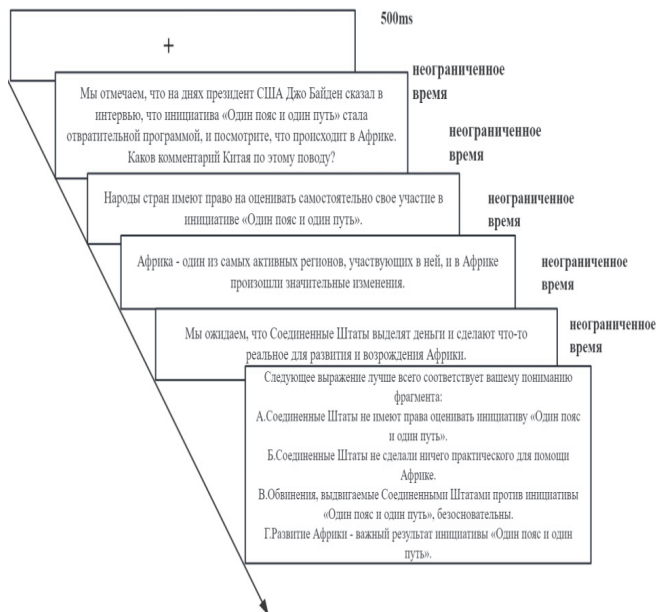 500ms
+
неограниченное
время
Мы отмечаем, что на днях президент США Джо Байден сказал в
интервью, что инициатива «Один пояс и один путь» стала
отвратительной программой, и посмотрите, что происходит в Африке.
Каков комментарий Китая по этому поводу?
неограниченное
время
Народы стран имеют право на оценивать самостоятельно свое участие в
инициативе «Один пояс и один путь».
неограниченное
время
Африка - один из самых активных регионов, участвующих в ней, и в Африке
произошли значительные изменения.
неограниченное
время
Мы ожидаем, что Соединенные Штаты выделят деньги и сделают что-то
реальное для развития и возрождения Африки.
неограниченное
время
Следующее выражение лучше всего соответствует вашему пониманию
фрагмента:
А.Соединенные Штаты не имеют права оценивать инициативу «Один пояс
и один путь».
Б.Соединенные Штаты не сделали ничего практического для помощи
Африке.
В.Обвинения, выдвигаемые Соединенными Штатами против инициативы
«Один пояс и один путь», безосновательны.
Г.Развитие Африки - важный результат инициативы «Один пояс и один
путь».